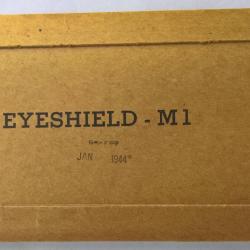 EYESHIELD - M1
JAN 1944